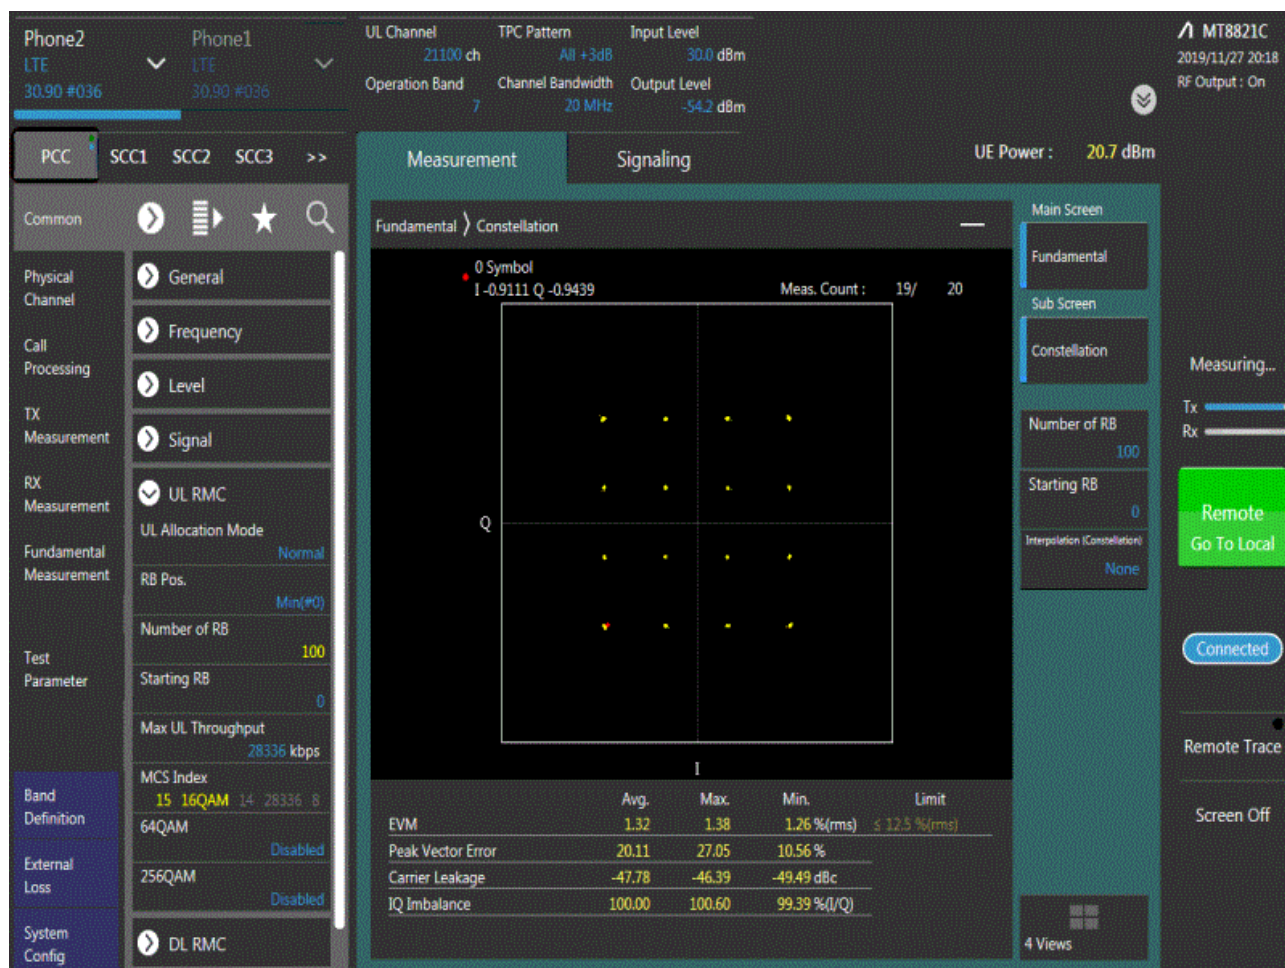 Phone2
LTE
30.90 #036
Phone1
LTE
30.90 #036
UL Channel
21100 ch
TPC Pattern
All +3dB
Input Level
30.0 dBm
Operation Band
7
Channel Bandwidth
20 MHz
Output Level
-54.2 dBm
MT8821C
2019/11/27 20:18
RF Output : On
PCC SCC1 SCC2 SCC3 >>
Measurement
Signaling
UE Power : 20.7 dBm
Common
Physical
Channel
Call
Processing
TX
Measurement
RX
Measurement
Fundamental
Measurement
Test
Parameter
Band
Definition
External
Loss
System
Config
General
Frequency
Level
Signal
UL RMC
UL Allocation Mode
Normal
RB Pos.
Min(#0)
Number of RB
100
Starting RB
0
Max UL Throughput
28336 kbps
MCS Index
15 16QAM 14 28336 8
64QAM
Disabled
256QAM
Disabled
DL RMC
Fundamental 〉 Constellation
0 Symbol
I -0.9111 Q -0.9439
Meas. Count : 19/ 20
Q
I
Avg. Max. Min. Limit
EVM 1.32 1.38 1.26 %(rms) ≤ 12.5 %(rms)
Peak Vector Error 20.11 27.05 10.56 %
Carrier Leakage -47.78 -46.39 -49.49 dBc
IQ Imbalance 100.00 100.60 99.39 %(I/Q)
Main Screen
Fundamental
Sub Screen
Constellation
Number of RB
100
Starting RB
0
Interpolation (Constellation)
None
4 Views
Measuring...
Tx
Rx
Remote
Go To Local
Connected
Remote Trace
Screen Off